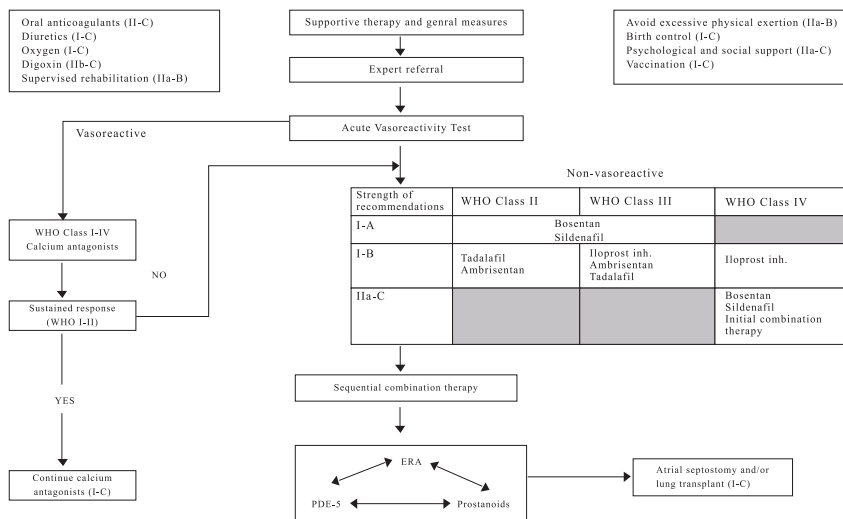 Oral anticoagulants (II-C)
Diuretics (I-C)
Oxygen (I-C)
Digoxin (IIb-C)
Supervised rehabilitation (IIa-B)
Supportive therapy and genral measures
Avoid excessive physical exertion (IIa-B)
Birth control (I-C)
Psychological and social support (IIa-C)
Vaccination (I-C)
Expert referral
Acute Vasoreactivity Test
Vasoreactive
Non-vasoreactive
Strength of
recommendations
WHO Class II
WHO Class III
WHO Class IV
I-A
Bosentan
Sildenafil
I-B
Tadalafil
Ambrisentan
Iloprost inh.
Ambrisentan
Tadalafil
Iloprost inh.
IIa-C
Bosentan
Sildenafil
Initial combination
therapy
WHO Class I-IV
Calcium antagonists
NO
Sustained response
(WHO I-II)
YES
Continue calcium
antagonists (I-C)
Sequential combination therapy
ERA
PDE-5
Prostanoids
Atrial septostomy and/or
lung transplant (I-C)